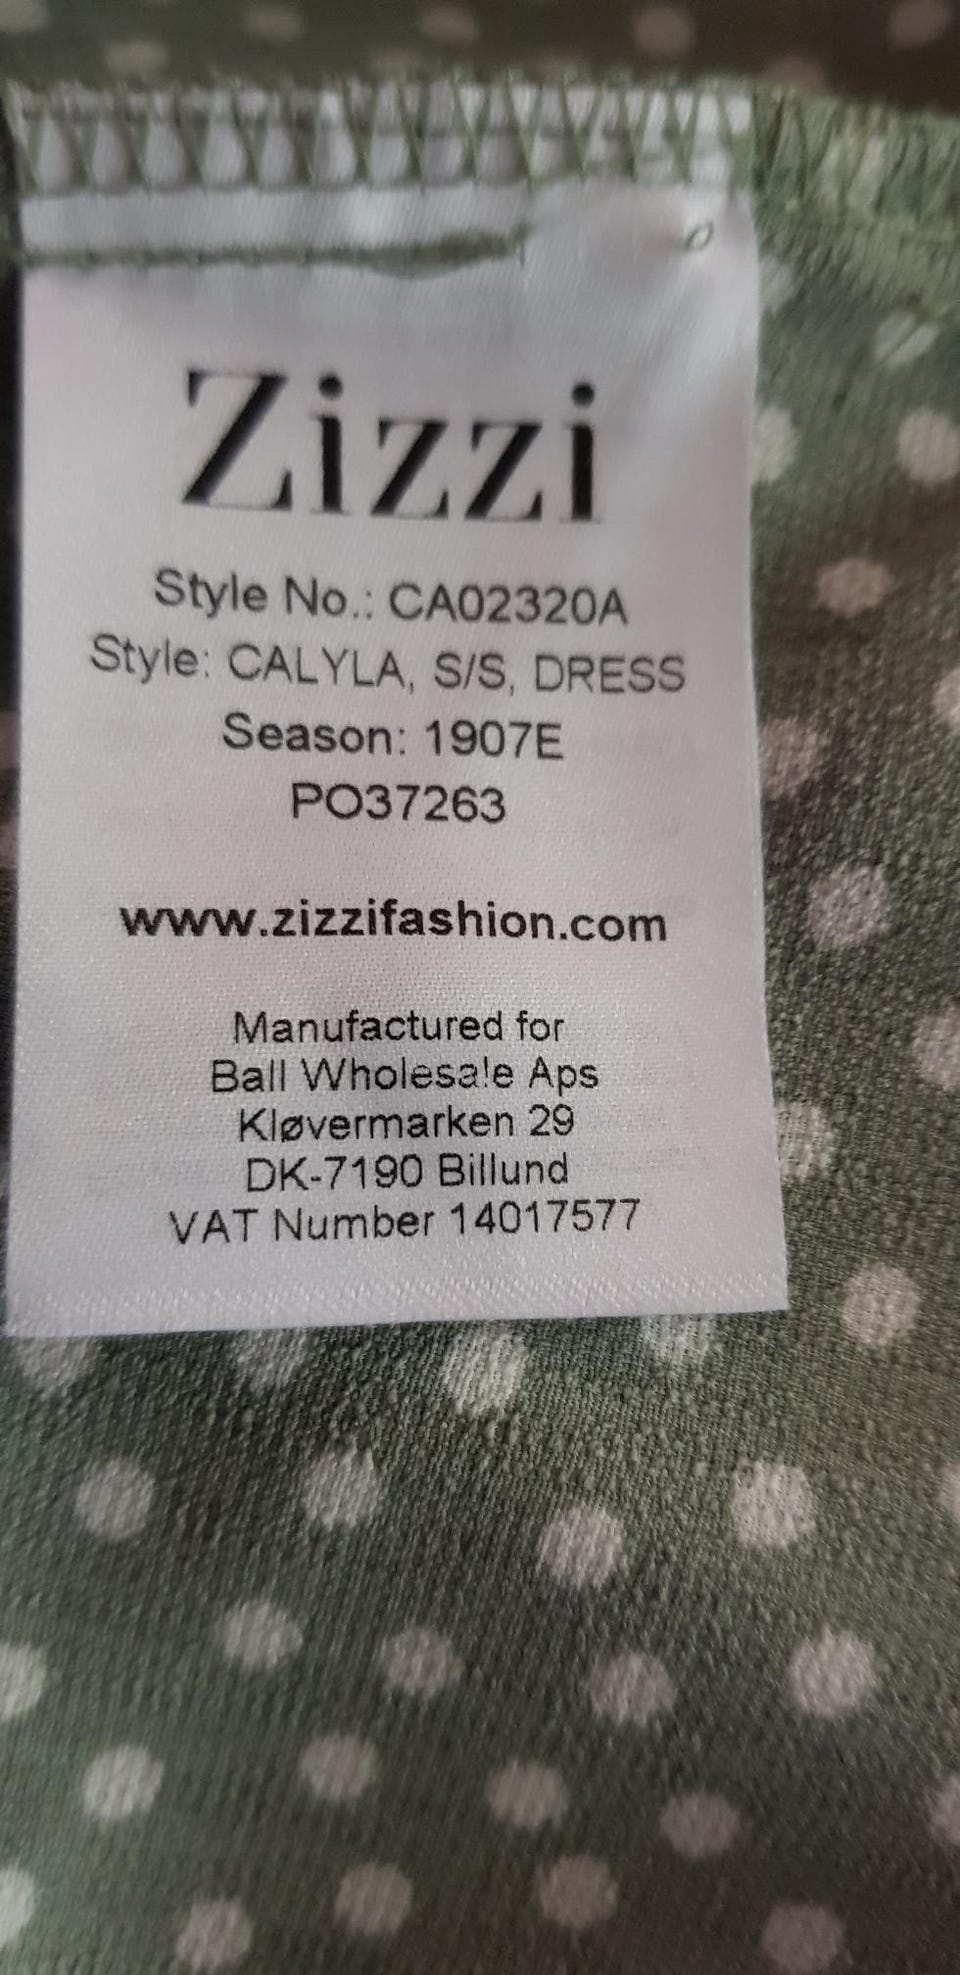 Zizzi
Style No.: CA02320A
Style: CALYLA, S/S, DRESS
Season: 1907E
PO37263
www.zizzifashion.com
Manufactured for
Ball Wholesale Aps
Kløvermarken 29
DK-7190 Billund
VAT Number 14017577